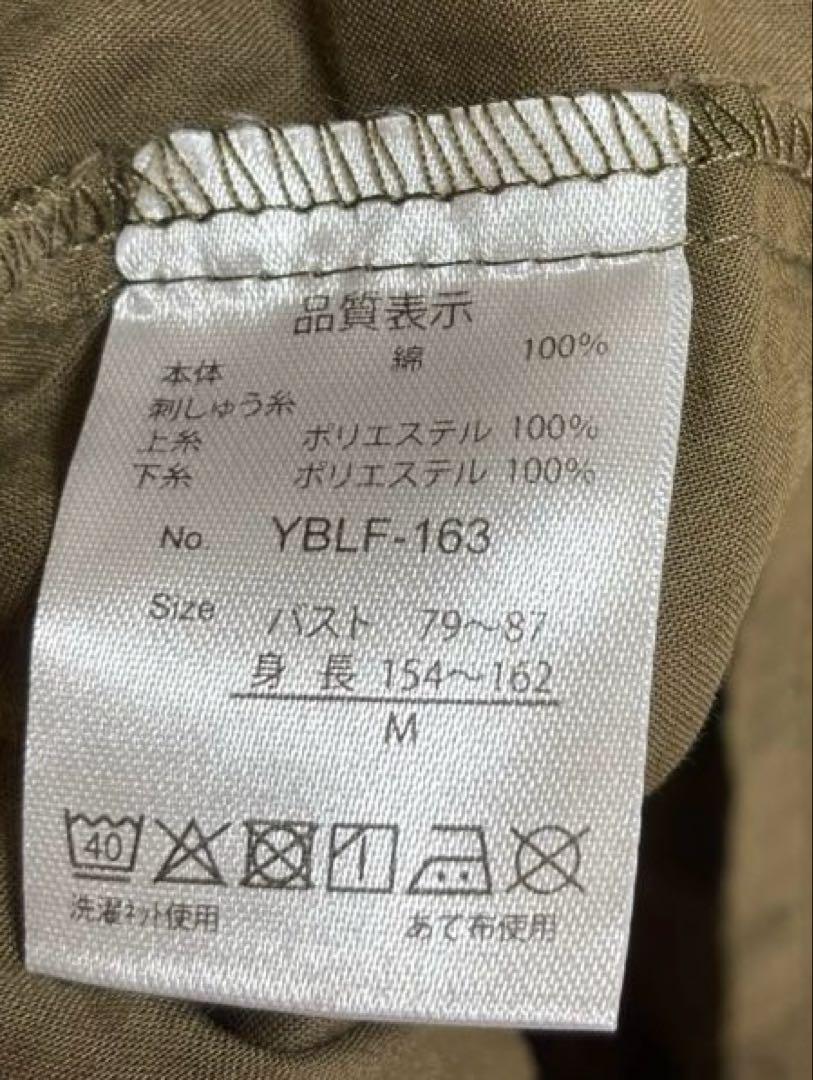 品質表示
本体 綿 100%
刺しゅう糸
上糸 ポリエステル 100%
下糸 ポリエステル 100%
No. YBLF-163
Size バスト 79〜87
身長 154〜162
M
40
洗濯ネット使用 あて布使用